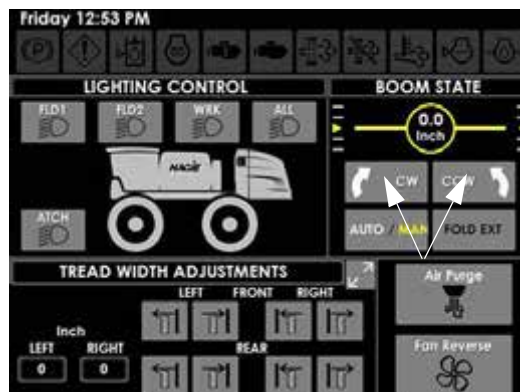 Friday 12:53 PM
LIGHTING CONTROL
FLD1 FLD2 WRK ALL
HAGIE
ATCH
BOOM STATE
0.0
Inch
CW CCW
AUTO / MAN FOLD EXT
TREAD WIDTH ADJUSTMENTS
LEFT FRONT RIGHT
Inch
LEFT RIGHT
0 0
REAR
Air Purge
Fan Reverse